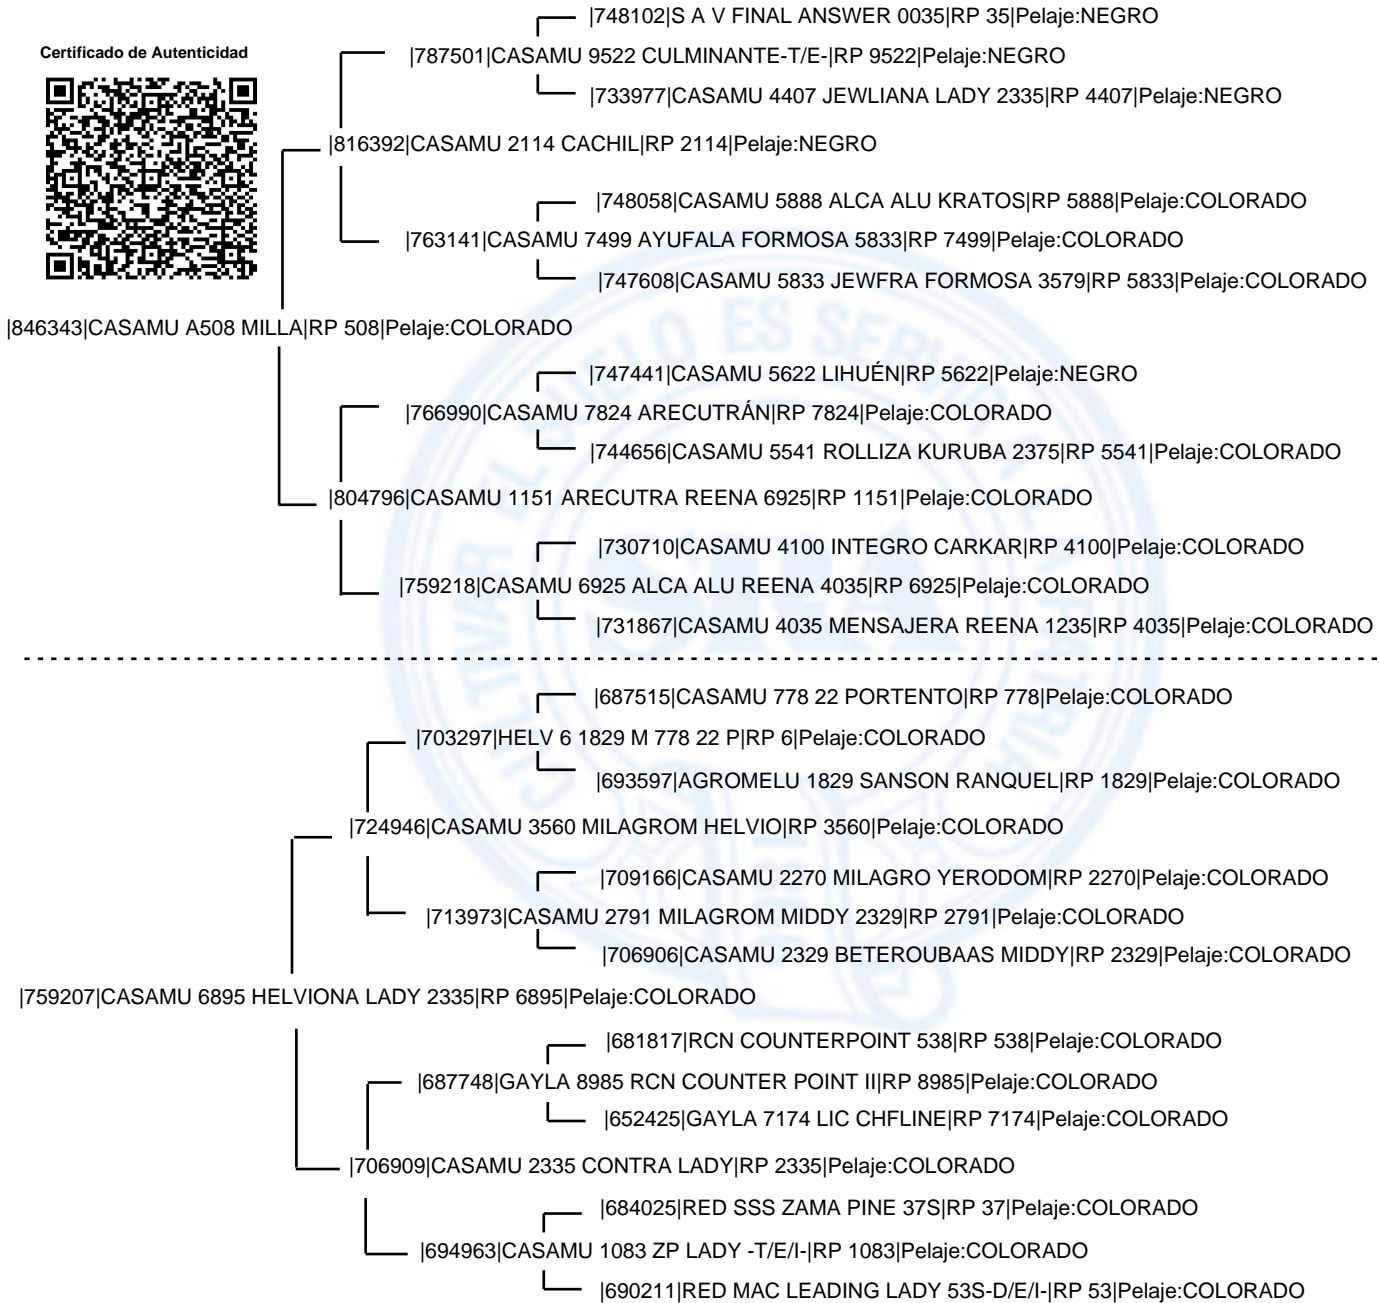 |748102|S A V FINAL ANSWER 0035|RP 35|Pelaje:NEGRO
Certificado de Autenticidad
|787501|CASAMU 9522 CULMINANTE-T/E-|RP 9522|Pelaje:NEGRO
|733977|CASAMU 4407 JEWLIANA LADY 2335|RP 4407|Pelaje:NEGRO
|816392|CASAMU 2114 CACHIL|RP 2114|Pelaje:NEGRO
|748058|CASAMU 5888 ALCA ALU KRATOS|RP 5888|Pelaje:COLORADO
|763141|CASAMU 7499 AYUFALA FORMOSA 5833|RP 7499|Pelaje:COLORADO
|747608|CASAMU 5833 JEWFRA FORMOSA 3579|RP 5833|Pelaje:COLORADO
|846343|CASAMU A508 MILLA|RP 508|Pelaje:COLORADO
|747441|CASAMU 5622 LIHUÉN|RP 5622|Pelaje:NEGRO
|766990|CASAMU 7824 ARECUTRÁN|RP 7824|Pelaje:COLORADO
|744656|CASAMU 5541 ROLLIZA KURUBA 2375|RP 5541|Pelaje:COLORADO
|804796|CASAMU 1151 ARECUTRA REENA 6925|RP 1151|Pelaje:COLORADO
|730710|CASAMU 4100 INTEGRO CARKAR|RP 4100|Pelaje:COLORADO
|759218|CASAMU 6925 ALCA ALU REENA 4035|RP 6925|Pelaje:COLORADO
|731867|CASAMU 4035 MENSAJERA REENA 1235|RP 4035|Pelaje:COLORADO
|687515|CASAMU 778 22 PORTENTO|RP 778|Pelaje:COLORADO
|703297|HELV 6 1829 M 778 22 P|RP 6|Pelaje:COLORADO
|693597|AGROMELU 1829 SANSON RANQUEL|RP 1829|Pelaje:COLORADO
|724946|CASAMU 3560 MILAGROM HELVIO|RP 3560|Pelaje:COLORADO
|709166|CASAMU 2270 MILAGRO YERODOM|RP 2270|Pelaje:COLORADO
|713973|CASAMU 2791 MILAGROM MIDDY 2329|RP 2791|Pelaje:COLORADO
|706906|CASAMU 2329 BETEROUBAAS MIDDY|RP 2329|Pelaje:COLORADO
|759207|CASAMU 6895 HELVIONA LADY 2335|RP 6895|Pelaje:COLORADO
|681817|RCN COUNTERPOINT 538|RP 538|Pelaje:COLORADO
|687748|GAYLA 8985 RCN COUNTER POINT II|RP 8985|Pelaje:COLORADO
|652425|GAYLA 7174 LIC CHFLINE|RP 7174|Pelaje:COLORADO
|706909|CASAMU 2335 CONTRA LADY|RP 2335|Pelaje:COLORADO
|684025|RED SSS ZAMA PINE 37S|RP 37|Pelaje:COLORADO
|694963|CASAMU 1083 ZP LADY -T/E/I-|RP 1083|Pelaje:COLORADO
|690211|RED MAC LEADING LADY 53S-D/E/I-|RP 53|Pelaje:COLORADO
CULTIVAR EL SUELO ES SERVIR A LA PATRIA
SRA
1866